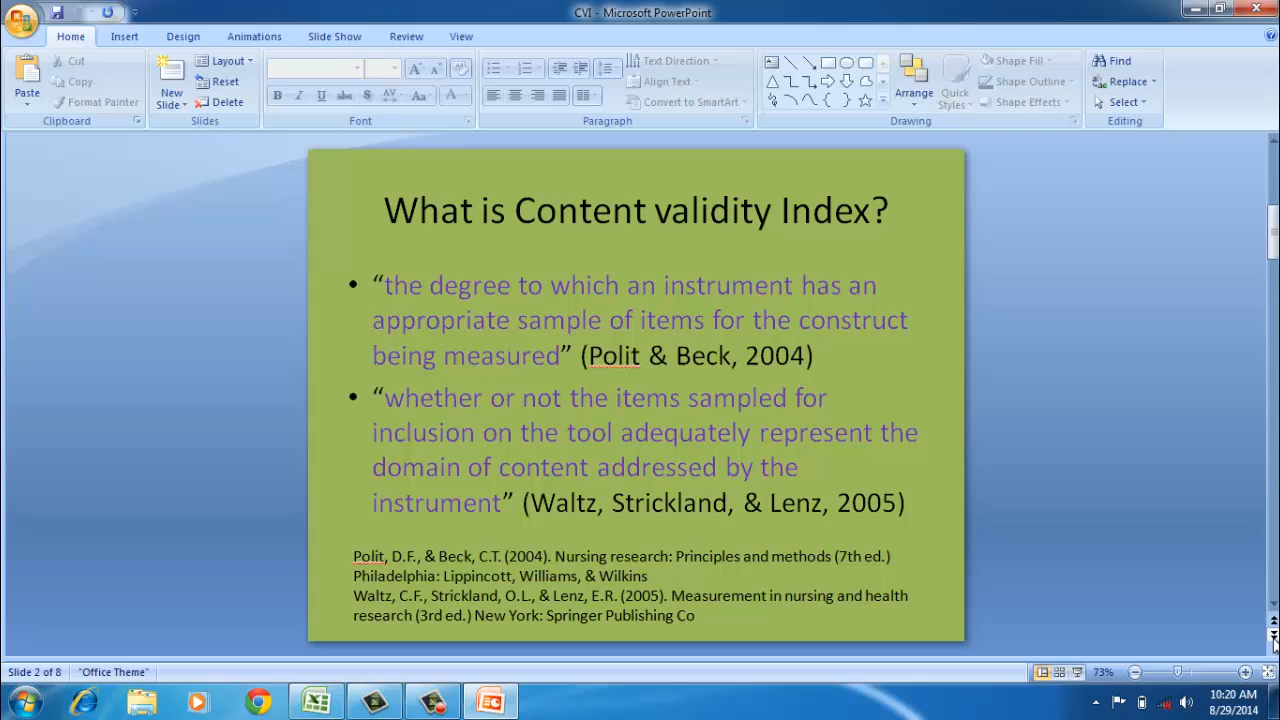 CVI - Microsoft PowerPoint
Home Insert Design Animations Slide Show Review View
Paste
Cut
Copy
Format Painter
Clipboard
New
Slide
Layout
Reset
Delete
Slides
B I U abc S AV Aa A
Font
Text Direction
Align Text
Convert to SmartArt
Paragraph
Arrange
Quick
Styles
Shape Fill
Shape Outline
Shape Effects
Drawing
Find
Replace
Select
Editing
What is Content validity Index?
• “the degree to which an instrument has an
appropriate sample of items for the construct
being measured” (Polit & Beck, 2004)
• “whether or not the items sampled for
inclusion on the tool adequately represent the
domain of content addressed by the
instrument” (Waltz, Strickland, & Lenz, 2005)
Polit, D.F., & Beck, C.T. (2004). Nursing research: Principles and methods (7th ed.)
Philadelphia: Lippincott, Williams, & Wilkins
Waltz, C.F., Strickland, O.L., & Lenz, E.R. (2005). Measurement in nursing and health
research (3rd ed.) New York: Springer Publishing Co
Slide 2 of 8 "Office Theme" 73%
10:20 AM
8/29/2014